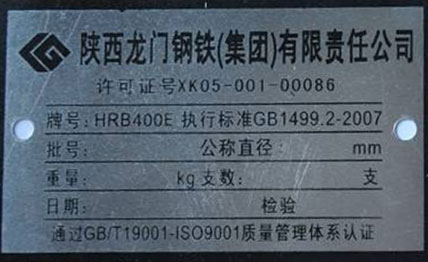 陕西龙门钢铁(集团)有限责任公司
许可证号XK05-001-00086
牌号: HRB400E 执行标准GB1499.2-2007
批号: 公称直径: mm
重量: kg 支数: 支
日期: 检验
通过GB/T19001-ISO9001质量管理体系认证